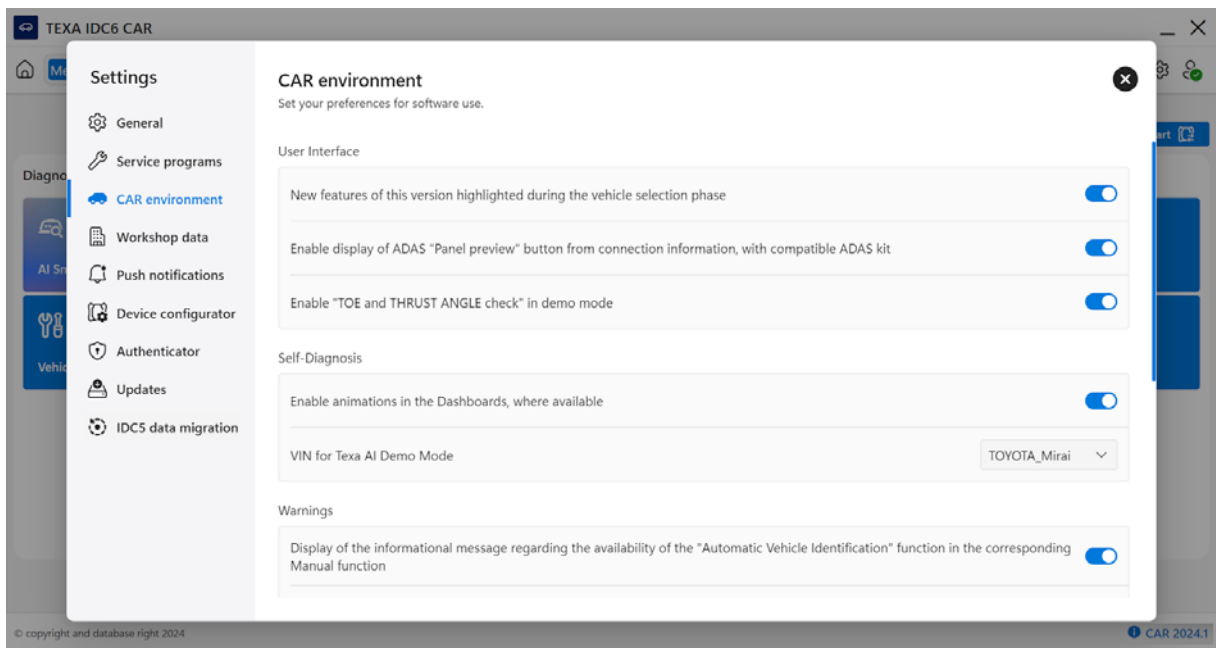 TEXA IDC6 CAR
Settings
General
Service programs
CAR environment
Workshop data
Push notifications
Device configurator
Authenticator
Updates
IDC5 data migration
CAR environment
Set your preferences for software use.
User Interface
New features of this version highlighted during the vehicle selection phase
Enable display of ADAS "Panel preview" button from connection information, with compatible ADAS kit
Enable "TOE and THRUST ANGLE check" in demo mode
Self-Diagnosis
Enable animations in the Dashboards, where available
VIN for Texa AI Demo Mode
TOYOTA_Mirai
Warnings
Display of the informational message regarding the availability of the "Automatic Vehicle Identification" function in the corresponding
Manual function
© copyright and database right 2024
CAR 2024.1